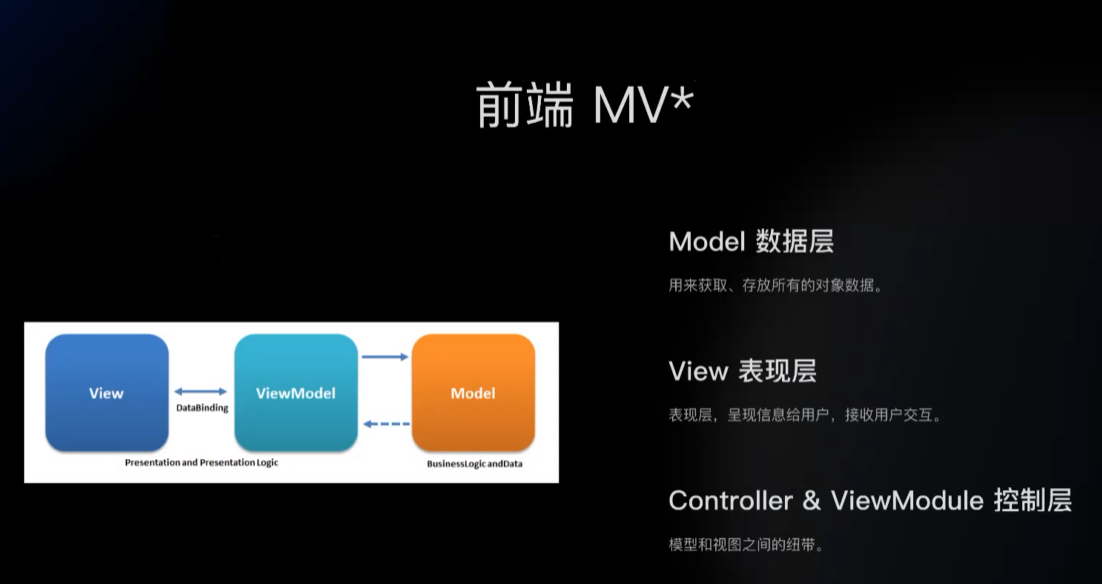 前端 MV*
Model 数据层
用来获取、存放所有的对象数据。
View 表现层
表现层，呈现信息给用户，接收用户交互。
Controller & ViewModule 控制层
模型和视图之间的纽带。
View
DataBinding
ViewModel
Model
Presentation and Presentation Logic
BusinessLogic andData